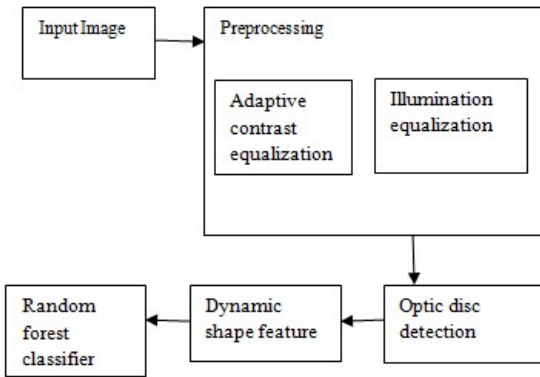 Input Image
Preprocessing
Adaptive
contrast
equalization
Illumination
equalization
Optic disc
detection
Dynamic
shape feature
Random
forest
classifier